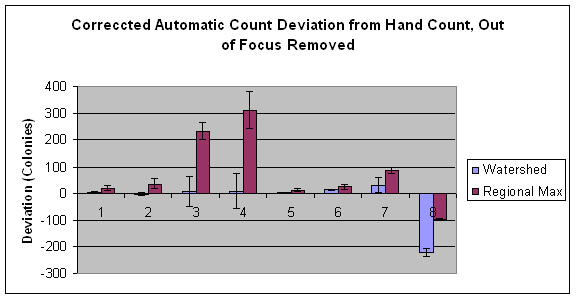 Correccted Automatic Count Deviation from Hand Count, Out
of Focus Removed
Deviation (Colonies)
400
300
200
100
0
-100
-200
-300
1 2 3 4 5 6 7 8
Watershed
Regional Max